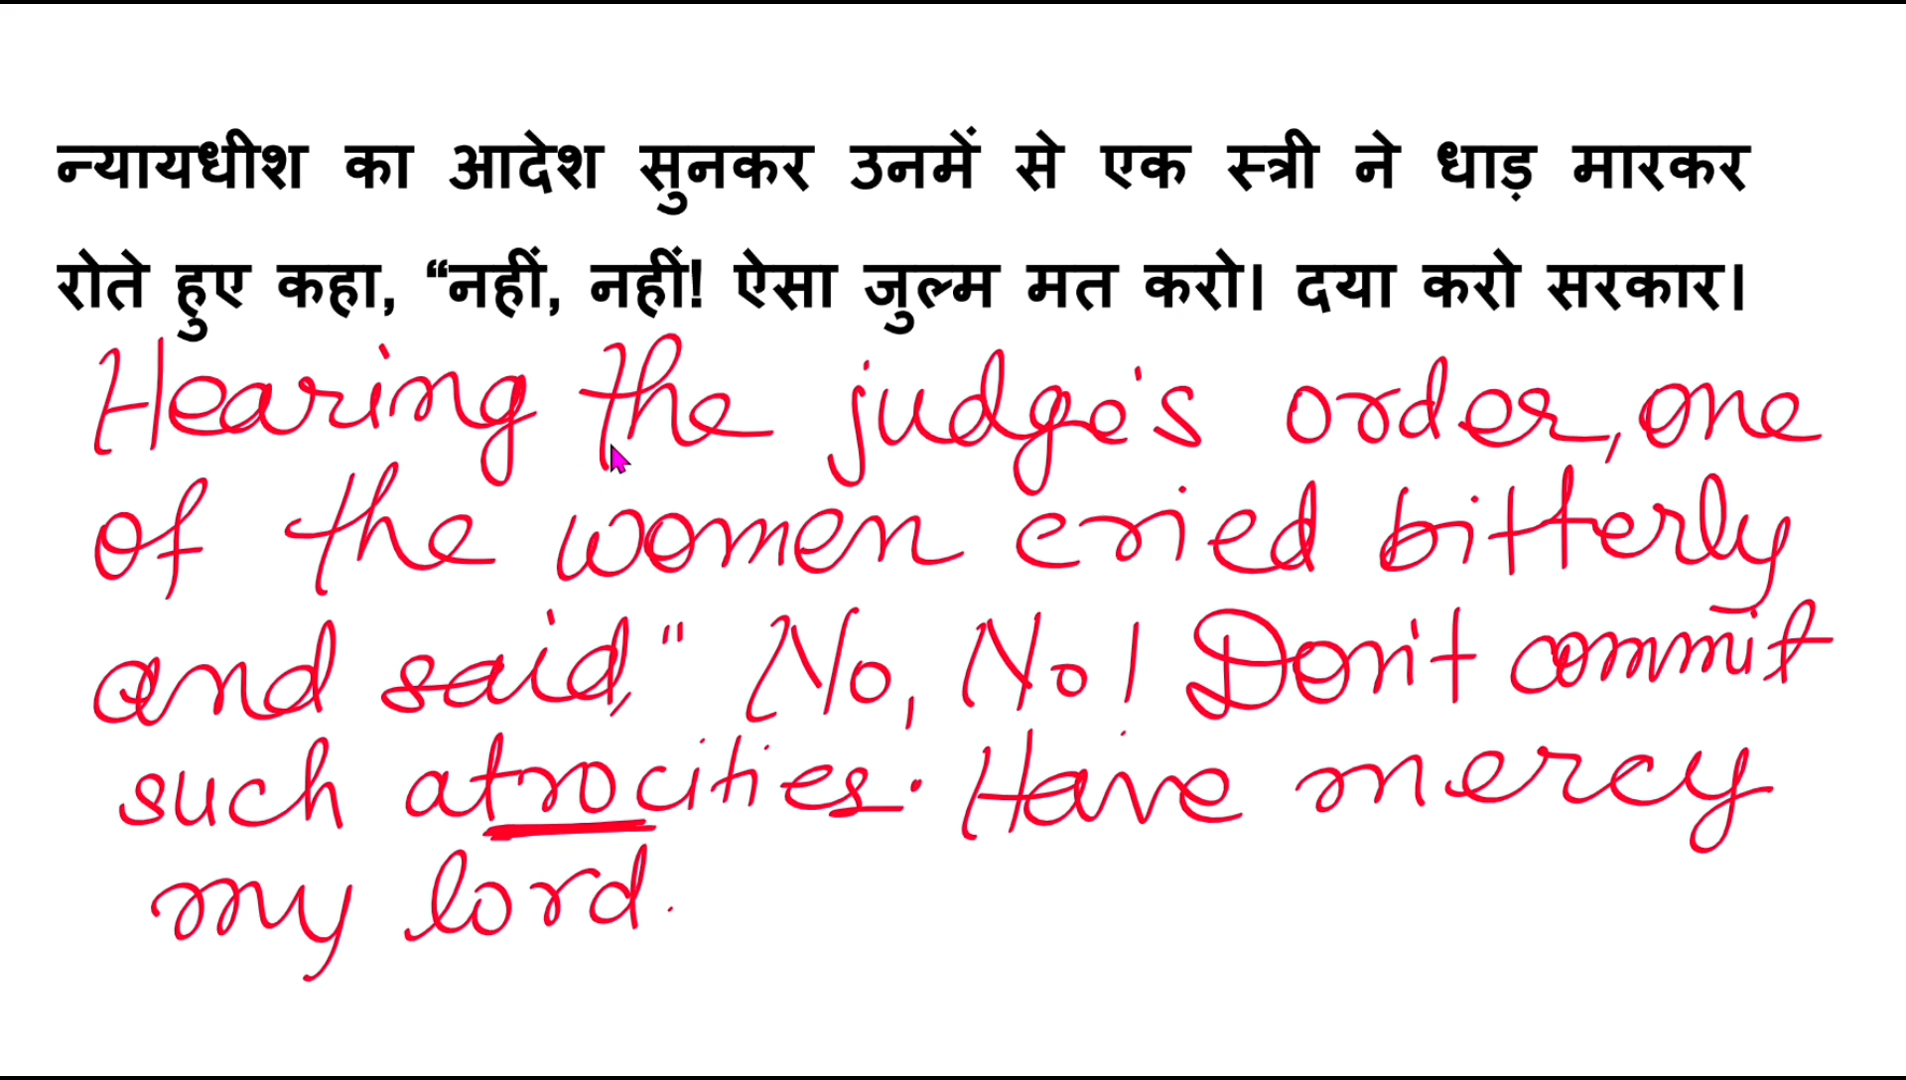 न्यायधीश का आदेश सुनकर उनमें से एक स्त्री ने धाड़ मारकर
रोते हुए कहा, “नहीं, नहीं! ऐसा जुल्म मत करो। दया करो सरकार।
Hearing the judge's order, one
of the women cried bitterly
and said," No, No! Don't commit
such atrocities. Have mercy
my lord.